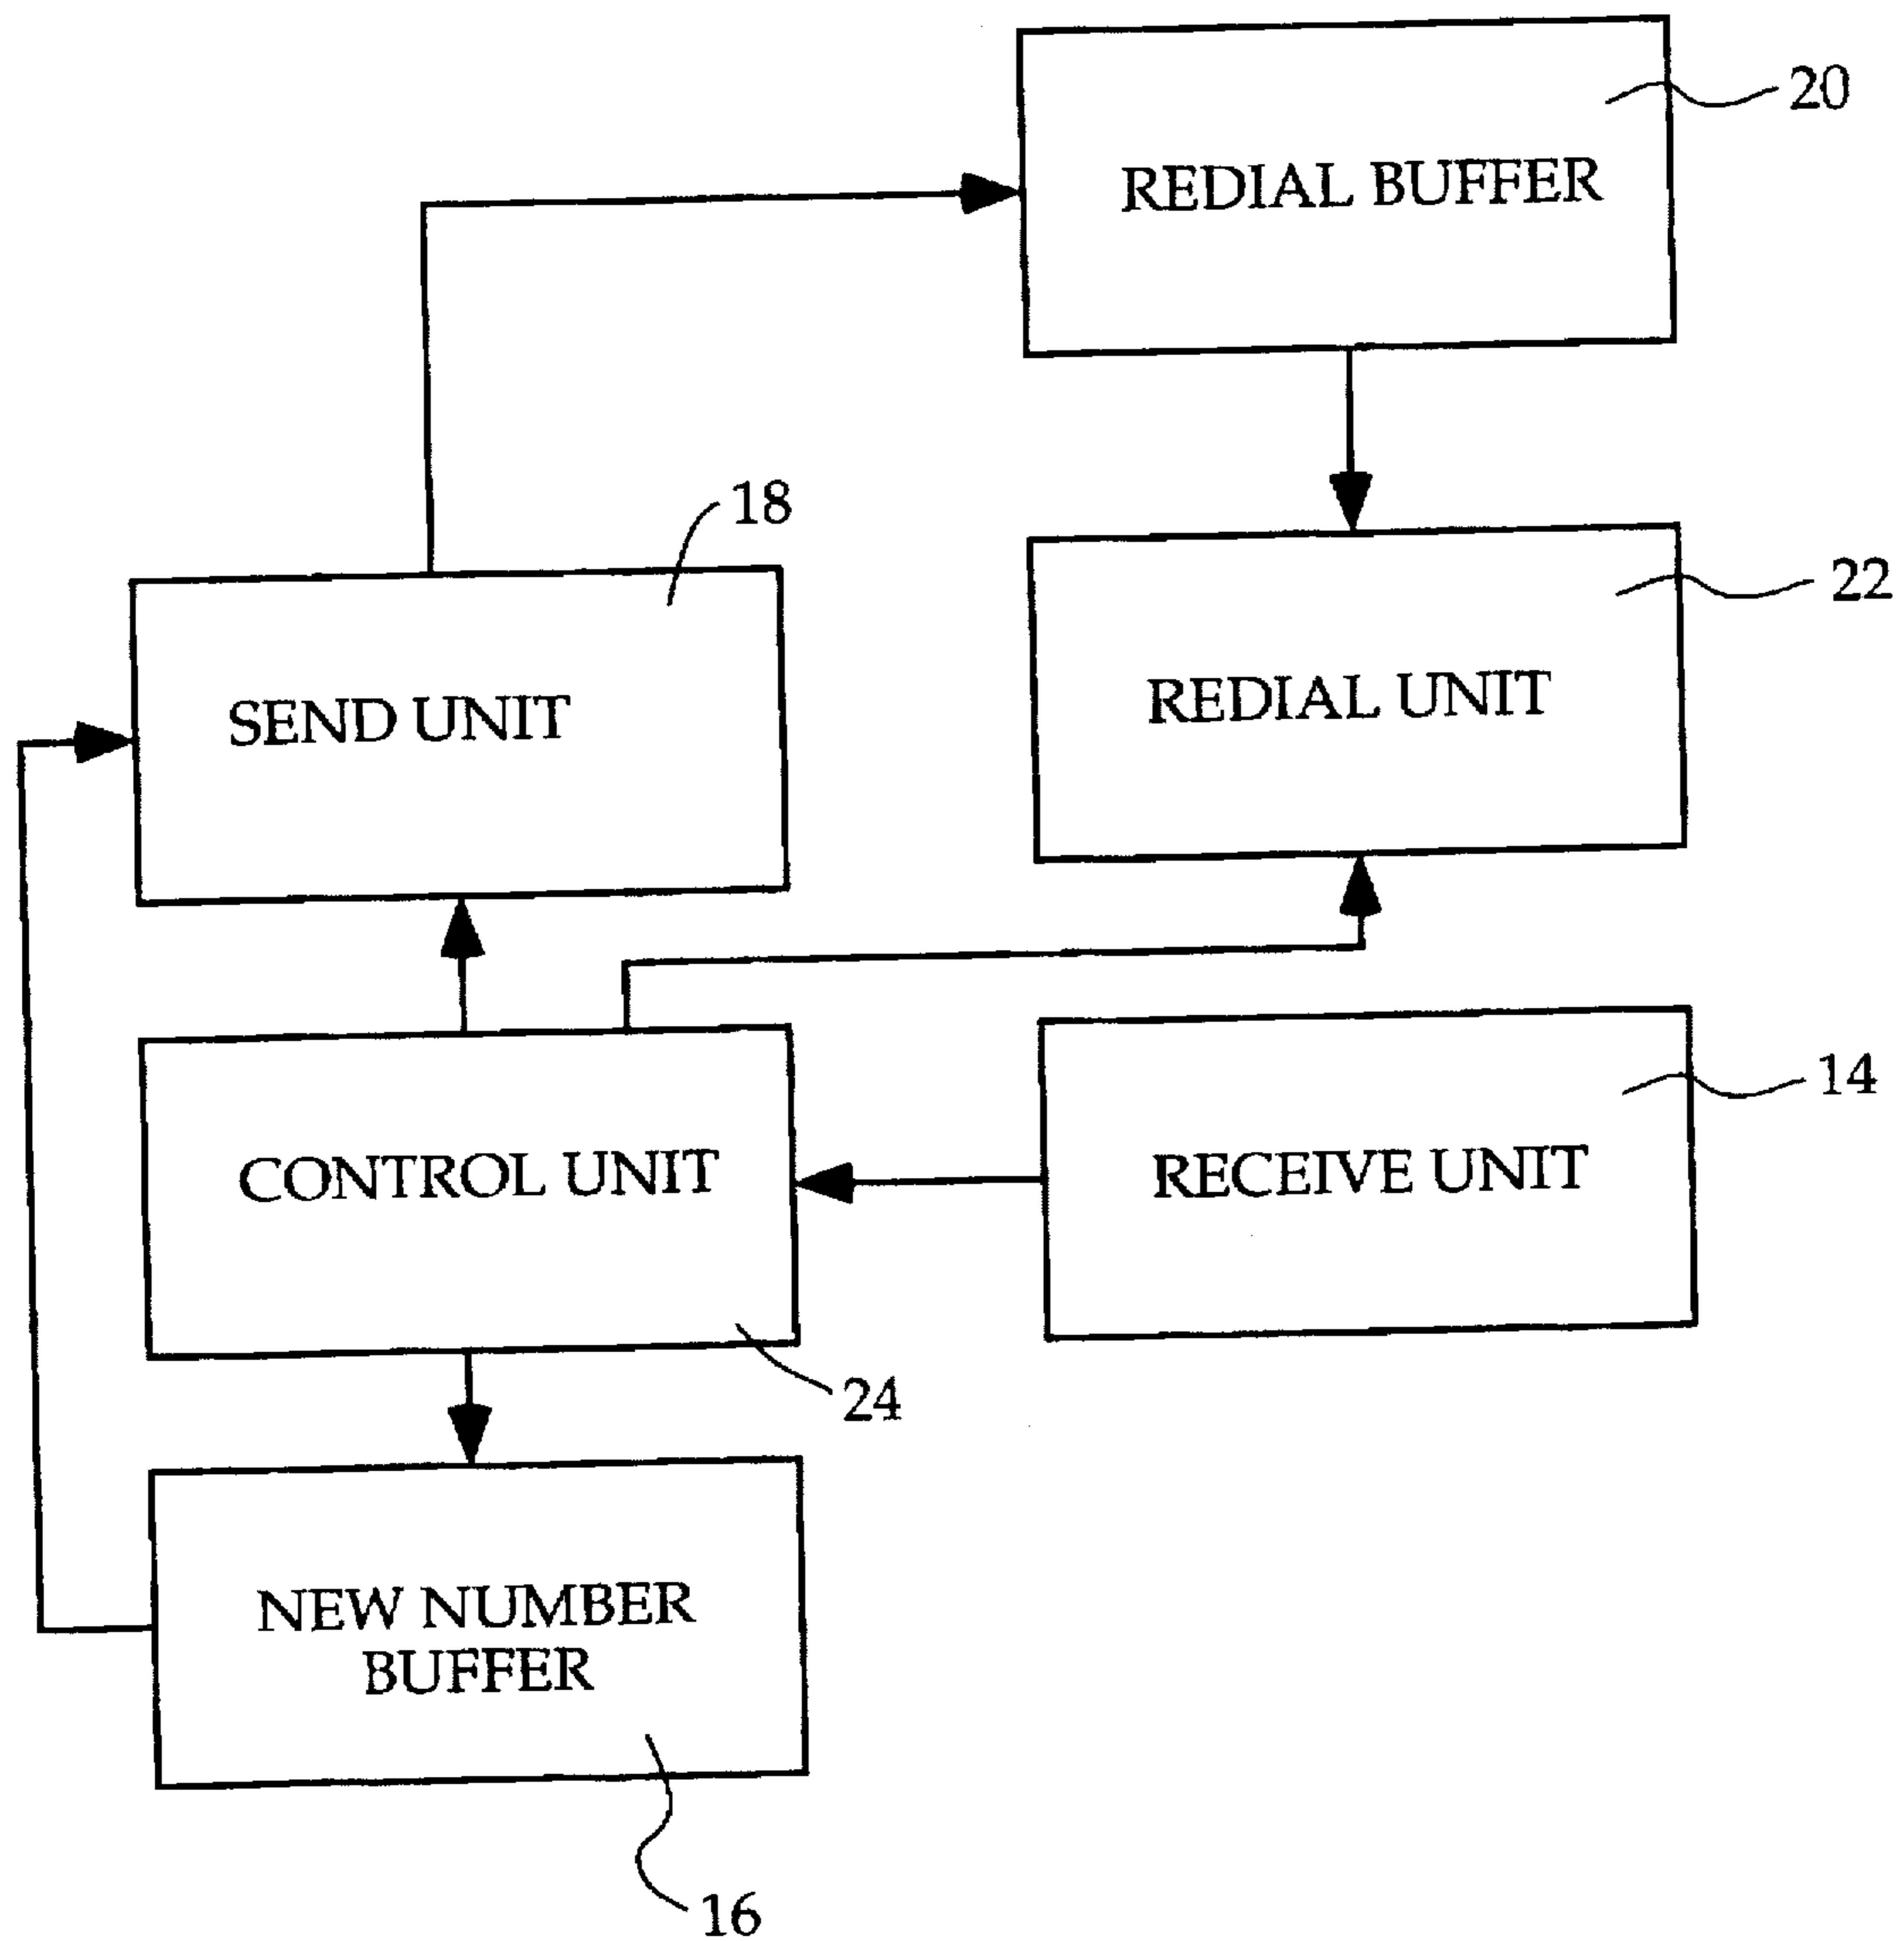 20
REDIAL BUFFER
18
22
SEND UNIT
REDIAL UNIT
14
CONTROL UNIT
RECEIVE UNIT
24
NEW NUMBER
BUFFER
16